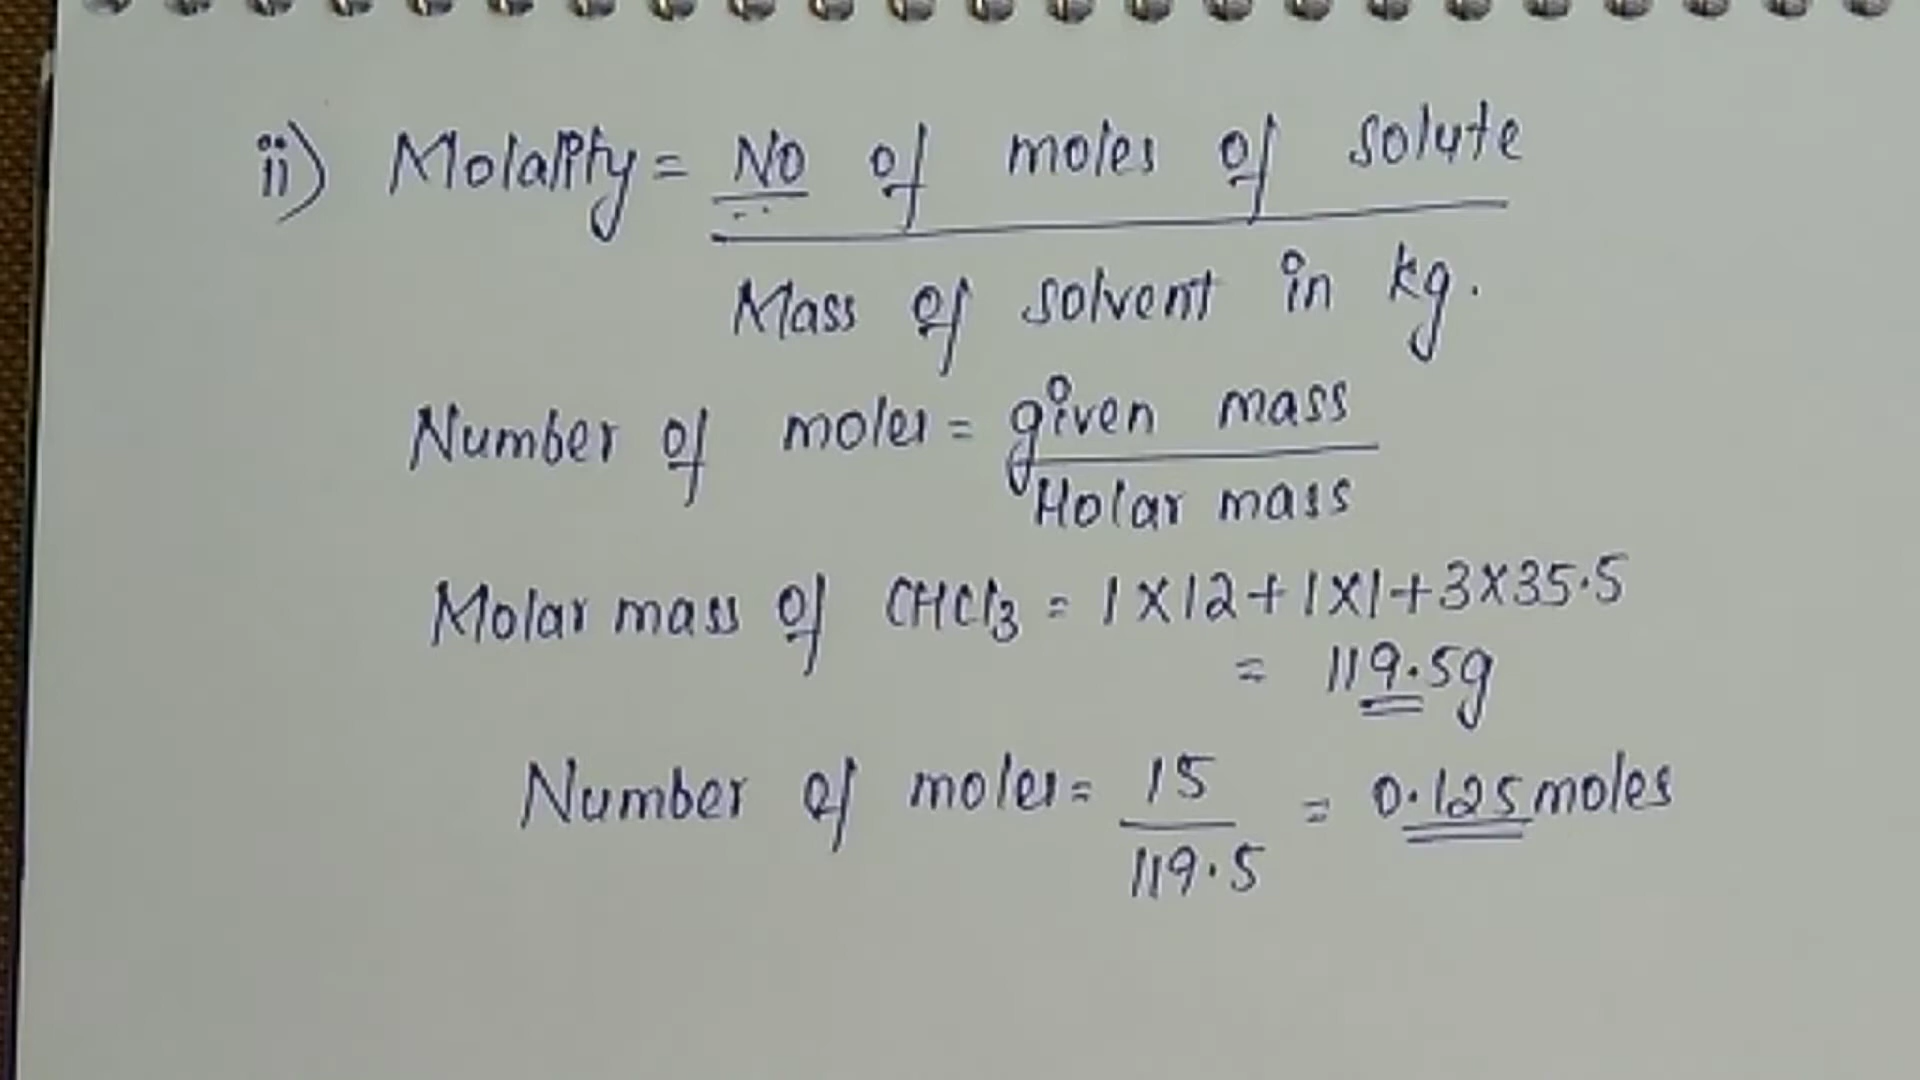 ii) Molality = No of moles of solute
Mass of solvent in kg.
Number of moles = given mass
Molar mass
Molar mass of CHCl3 = 1 X 12 + 1 X 1 + 3 X 35.5
= 119.5g
Number of moles = 15 = 0.125 moles
119.5